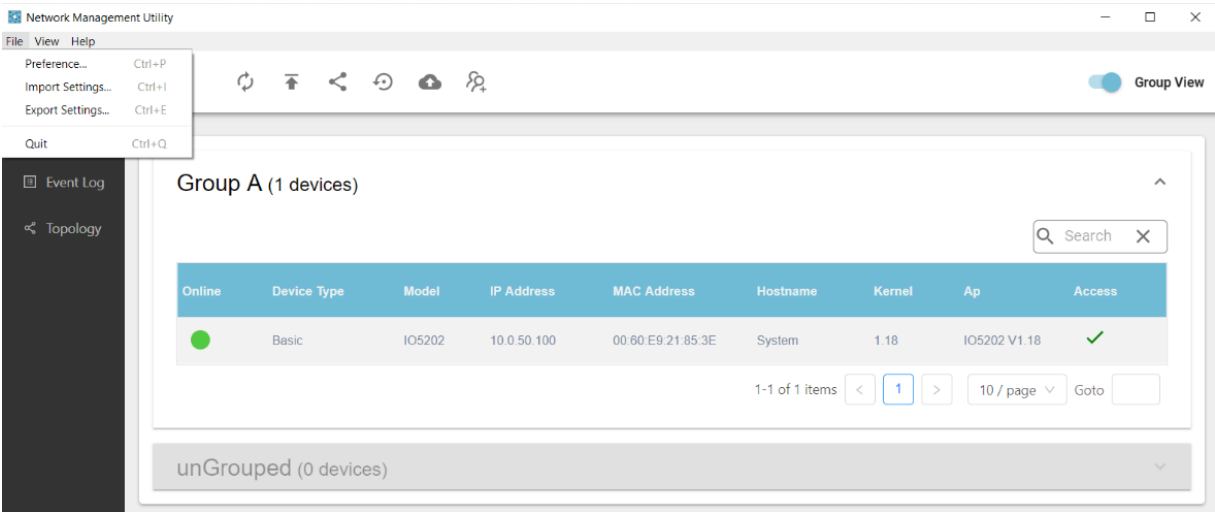 Network Management Utility
File View Help
Preference... Ctrl+P
Import Settings... Ctrl+I
Export Settings... Ctrl+E
Quit Ctrl+Q
Group View
Event Log
Topology
Group A (1 devices)
Search
Online Device Type Model IP Address MAC Address Hostname Kernel Ap Access
Basic IO5202 10.0.50.100 00:60:E9:21:85:3E System 1.18 IO5202 V1.18
1-1 of 1 items < 1 > 10 / page Goto
unGrouped (0 devices)